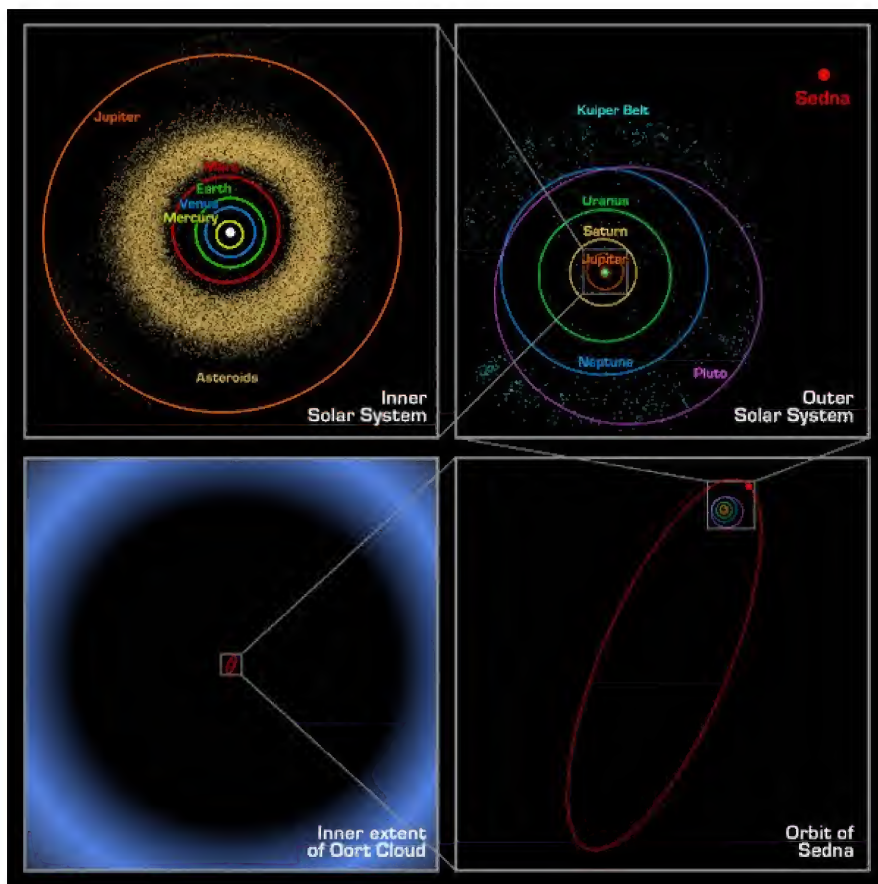 Jupiter
Mars
Earth
Venus
Mercury
Asteroids
Inner
Solar System
Sedna
Kuiper Belt
Uranus
Saturn
Jupiter
Neptune
Pluto
Outer
Solar System
Inner extent
of Oort Cloud
Orbit of
Sedna